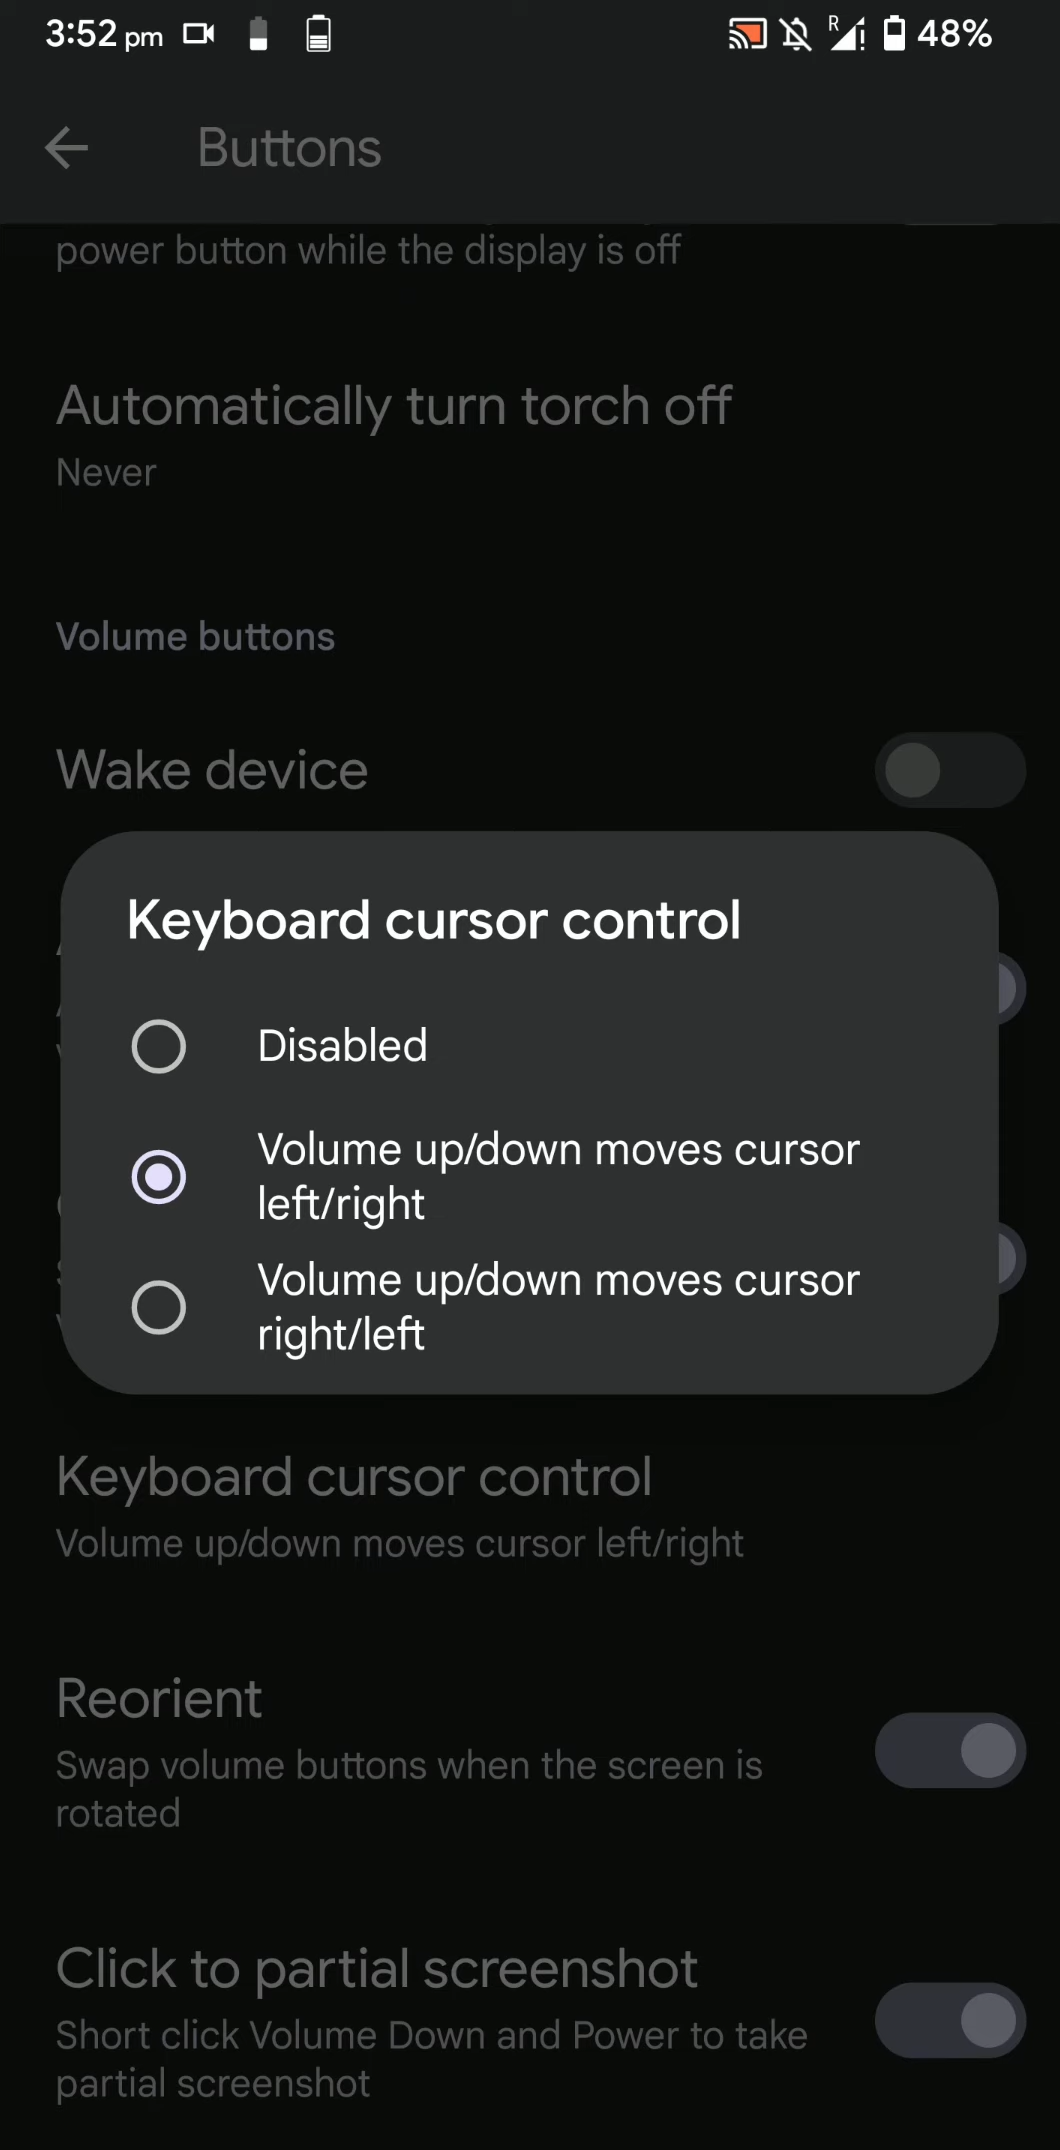 3:52 pm
R
48%
Buttons
power button while the display is off
Automatically turn torch off
Never
Volume buttons
Wake device
Keyboard cursor control
Disabled
Volume up/down moves cursor
left/right
Volume up/down moves cursor
right/left
Keyboard cursor control
Volume up/down moves cursor left/right
Reorient
Swap volume buttons when the screen is
rotated
Click to partial screenshot
Short click Volume Down and Power to take
partial screenshot